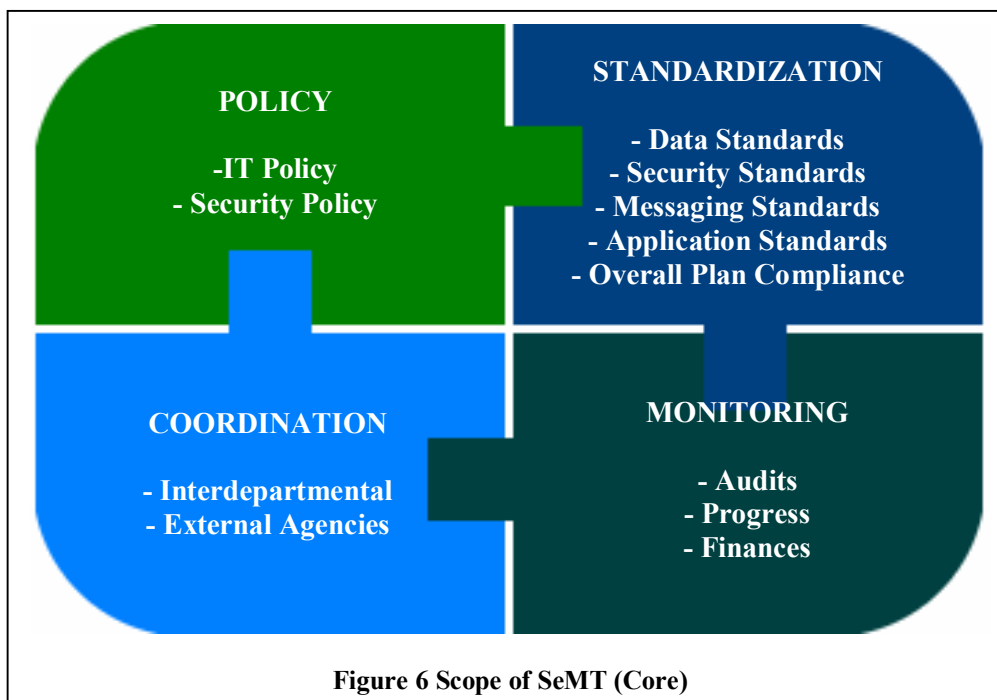 POLICY
-IT Policy
- Security Policy
STANDARDIZATION
- Data Standards
- Security Standards
- Messaging Standards
- Application Standards
- Overall Plan Compliance
COORDINATION
- Interdepartmental
- External Agencies
MONITORING
- Audits
- Progress
- Finances
Figure 6 Scope of SeMT (Core)